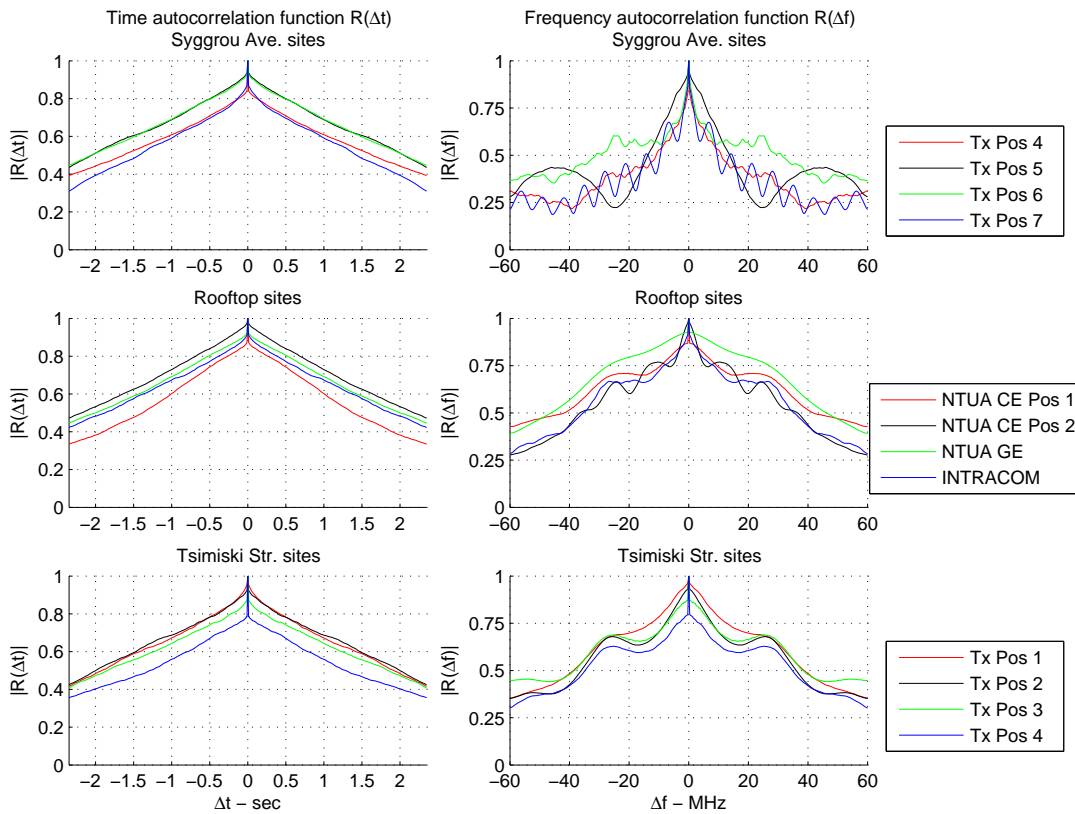 Time autocorrelation function R(Δt)
Syggrou Ave. sites
Frequency autocorrelation function R(Δf)
Syggrou Ave. sites
|R(Δt)|
1
0.8
0.6
0.4
0.2
0
−2 −1.5 −1 −0.5 0 0.5 1 1.5 2
|R(Δf)|
1
0.75
0.5
0.25
0
−60 −40 −20 0 20 40 60
Tx Pos 4
Tx Pos 5
Tx Pos 6
Tx Pos 7
Rooftop sites
|R(Δt)|
1
0.8
0.6
0.4
0.2
0
−2 −1.5 −1 −0.5 0 0.5 1 1.5 2
Rooftop sites
|R(Δf)|
1
0.75
0.5
0.25
0
−60 −40 −20 0 20 40 60
NTUA CE Pos 1
NTUA CE Pos 2
NTUA GE
INTRACOM
Tsimiski Str. sites
|R(Δt)|
1
0.8
0.6
0.4
0.2
0
−2 −1.5 −1 −0.5 0 0.5 1 1.5 2
Δt − sec
Tsimiski Str. sites
|R(Δf)|
1
0.75
0.5
0.25
0
−60 −40 −20 0 20 40 60
Δf − MHz
Tx Pos 1
Tx Pos 2
Tx Pos 3
Tx Pos 4